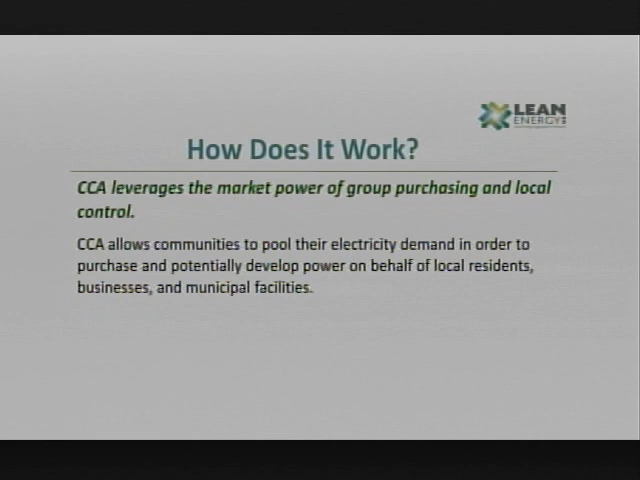 LEAN
ENERGY US
How Does It Work?
CCA leverages the market power of group purchasing and local
control.
CCA allows communities to pool their electricity demand in order to
purchase and potentially develop power on behalf of local residents,
businesses, and municipal facilities.